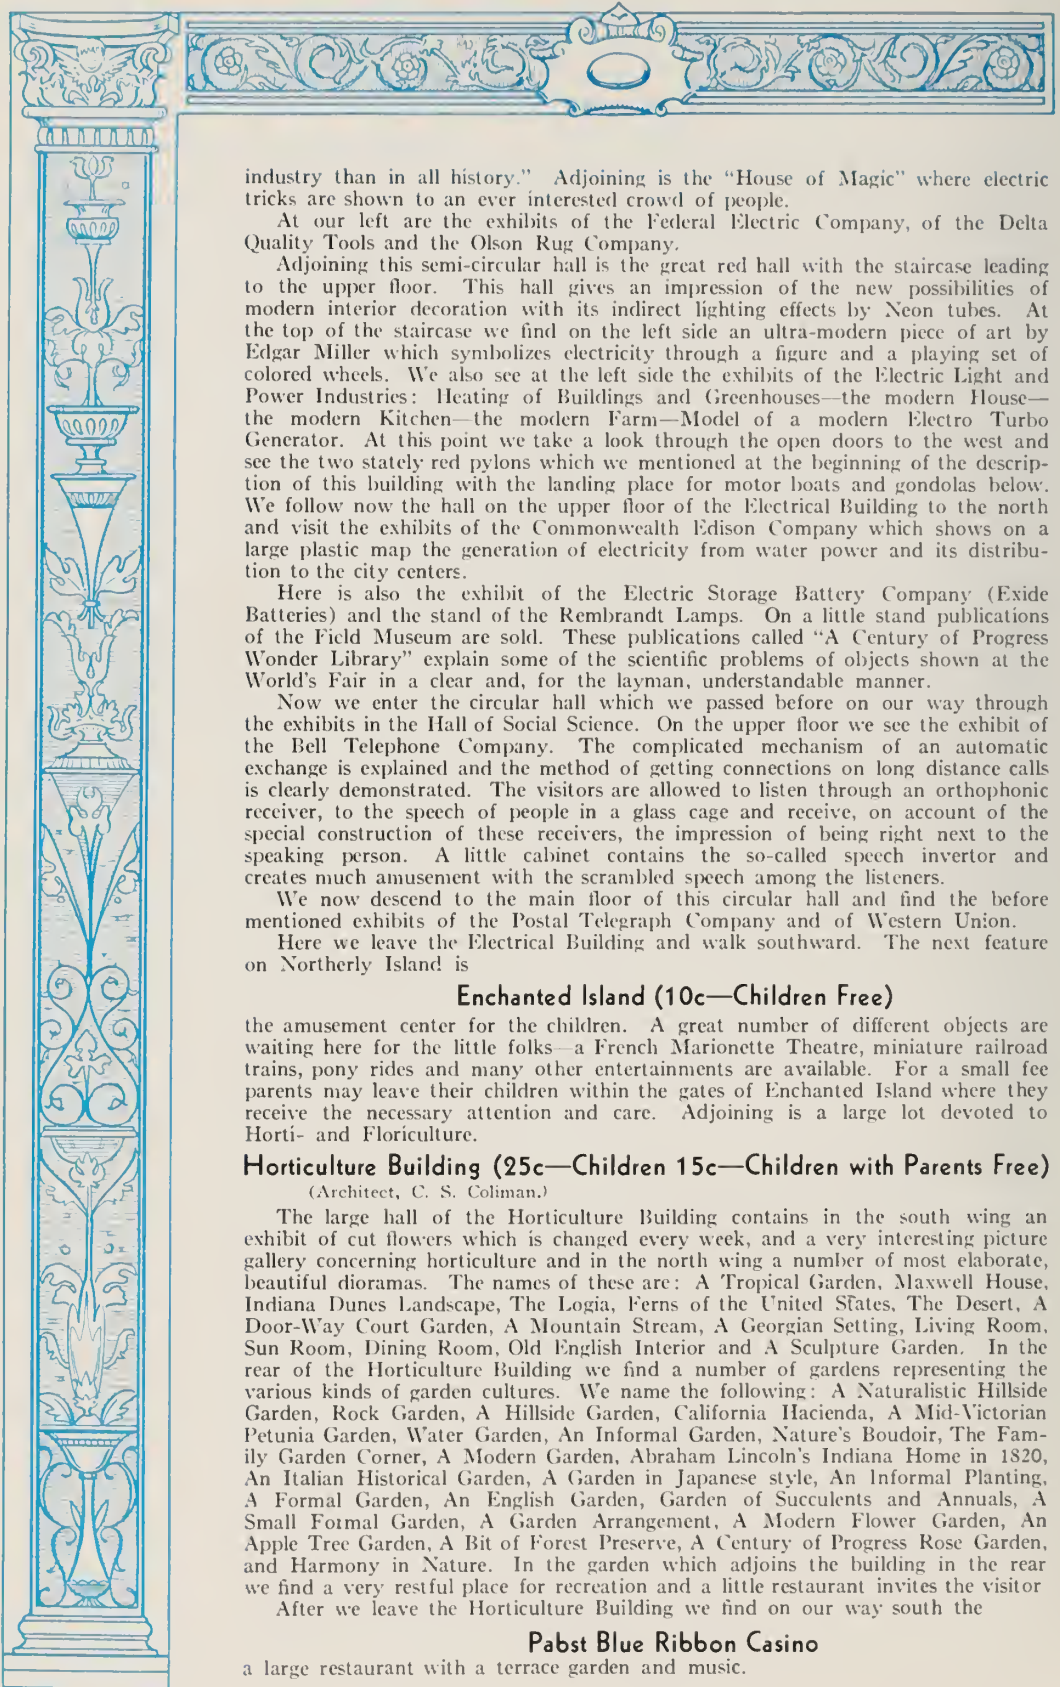 industry than in all history." Adjoining is the "House of Magic" where electric
tricks are shown to an ever interested crowd of people.
At our left are the exhibits of the Federal Electric Company, of the Delta
Quality Tools and the Olson Rug Company.
Adjoining this semi-circular hall is the great red hall with the staircase leading
to the upper floor. This hall gives an impression of the new possibilities of
modern interior decoration with its indirect lighting effects by Neon tubes. At
the top of the staircase we find on the left side an ultra-modern piece of art by
Edgar Miller which symbolizes electricity through a figure and a playing set of
colored wheels. We also see at the left side the exhibits of the Electric Light and
Power Industries: Heating of Buildings and Greenhouses—the modern House—
the modern Kitchen—the modern Farm—Model of a modern Electro Turbo
Generator. At this point we take a look through the open doors to the west and
see the two stately red pylons which we mentioned at the beginning of the descrip-
tion of this building with the landing place for motor boats and gondolas below.
We follow now the hall on the upper floor of the Electrical Building to the north
and visit the exhibits of the Commonwealth Edison Company which shows on a
large plastic map the generation of electricity from water power and its distribu-
tion to the city centers.
Here is also the exhibit of the Electric Storage Battery Company (Exide
Batteries) and the stand of the Rembrandt Lamps. On a little stand publications
of the Field Museum are sold. These publications called "A Century of Progress
Wonder Library" explain some of the scientific problems of objects shown at the
World's Fair in a clear and, for the layman, understandable manner.
Now we enter the circular hall which we passed before on our way through
the exhibits in the Hall of Social Science. On the upper floor we see the exhibit of
the Bell Telephone Company. The complicated mechanism of an automatic
exchange is explained and the method of getting connections on long distance calls
is clearly demonstrated. The visitors are allowed to listen through an orthophonic
receiver, to the speech of people in a glass cage and receive, on account of the
special construction of these receivers, the impression of being right next to the
speaking person. A little cabinet contains the so-called speech invertor and
creates much amusement with the scrambled speech among the listeners.
We now descend to the main floor of this circular hall and find the before
mentioned exhibits of the Postal Telegraph Company and of Western Union.
Here we leave the Electrical Building and walk southward. The next feature
on Northerly Island is
Enchanted Island (10c—Children Free)
the amusement center for the children. A great number of different objects are
waiting here for the little folks—a French Marionette Theatre, miniature railroad
trains, pony rides and many other entertainments are available. For a small fee
parents may leave their children within the gates of Enchanted Island where they
receive the necessary attention and care. Adjoining is a large lot devoted to
Horti- and Floriculture.
Horticulture Building (25c—Children 15c—Children with Parents Free)
(Architect, C. S. Coliman.)
The large hall of the Horticulture Building contains in the south wing an
exhibit of cut flowers which is changed every week, and a very interesting picture
gallery concerning horticulture and in the north wing a number of most elaborate,
beautiful dioramas. The names of these are: A Tropical Garden, Maxwell House,
Indiana Dunes Landscape, The Logia, Ferns of the United States, The Desert, A
Door-Way Court Garden, A Mountain Stream, A Georgian Setting, Living Room,
Sun Room, Dining Room, Old English Interior and A Sculpture Garden. In the
rear of the Horticulture Building we find a number of gardens representing the
various kinds of garden cultures. We name the following: A Naturalistic Hillside
Garden, Rock Garden, A Hillside Garden, California Hacienda, A Mid-Victorian
Petunia Garden, Water Garden, An Informal Garden, Nature's Boudoir, The Fam-
ily Garden Corner, A Modern Garden, Abraham Lincoln's Indiana Home in 1820,
An Italian Historical Garden, A Garden in Japanese style, An Informal Planting,
A Formal Garden, An English Garden, Garden of Succulents and Annuals, A
Small Formal Garden, A Garden Arrangement, A Modern Flower Garden, An
Apple Tree Garden, A Bit of Forest Preserve, A Century of Progress Rose Garden,
and Harmony in Nature. In the garden which adjoins the building in the rear
we find a very restful place for recreation and a little restaurant invites the visitor
After we leave the Horticulture Building we find on our way south the
Pabst Blue Ribbon Casino
a large restaurant with a terrace garden and music.